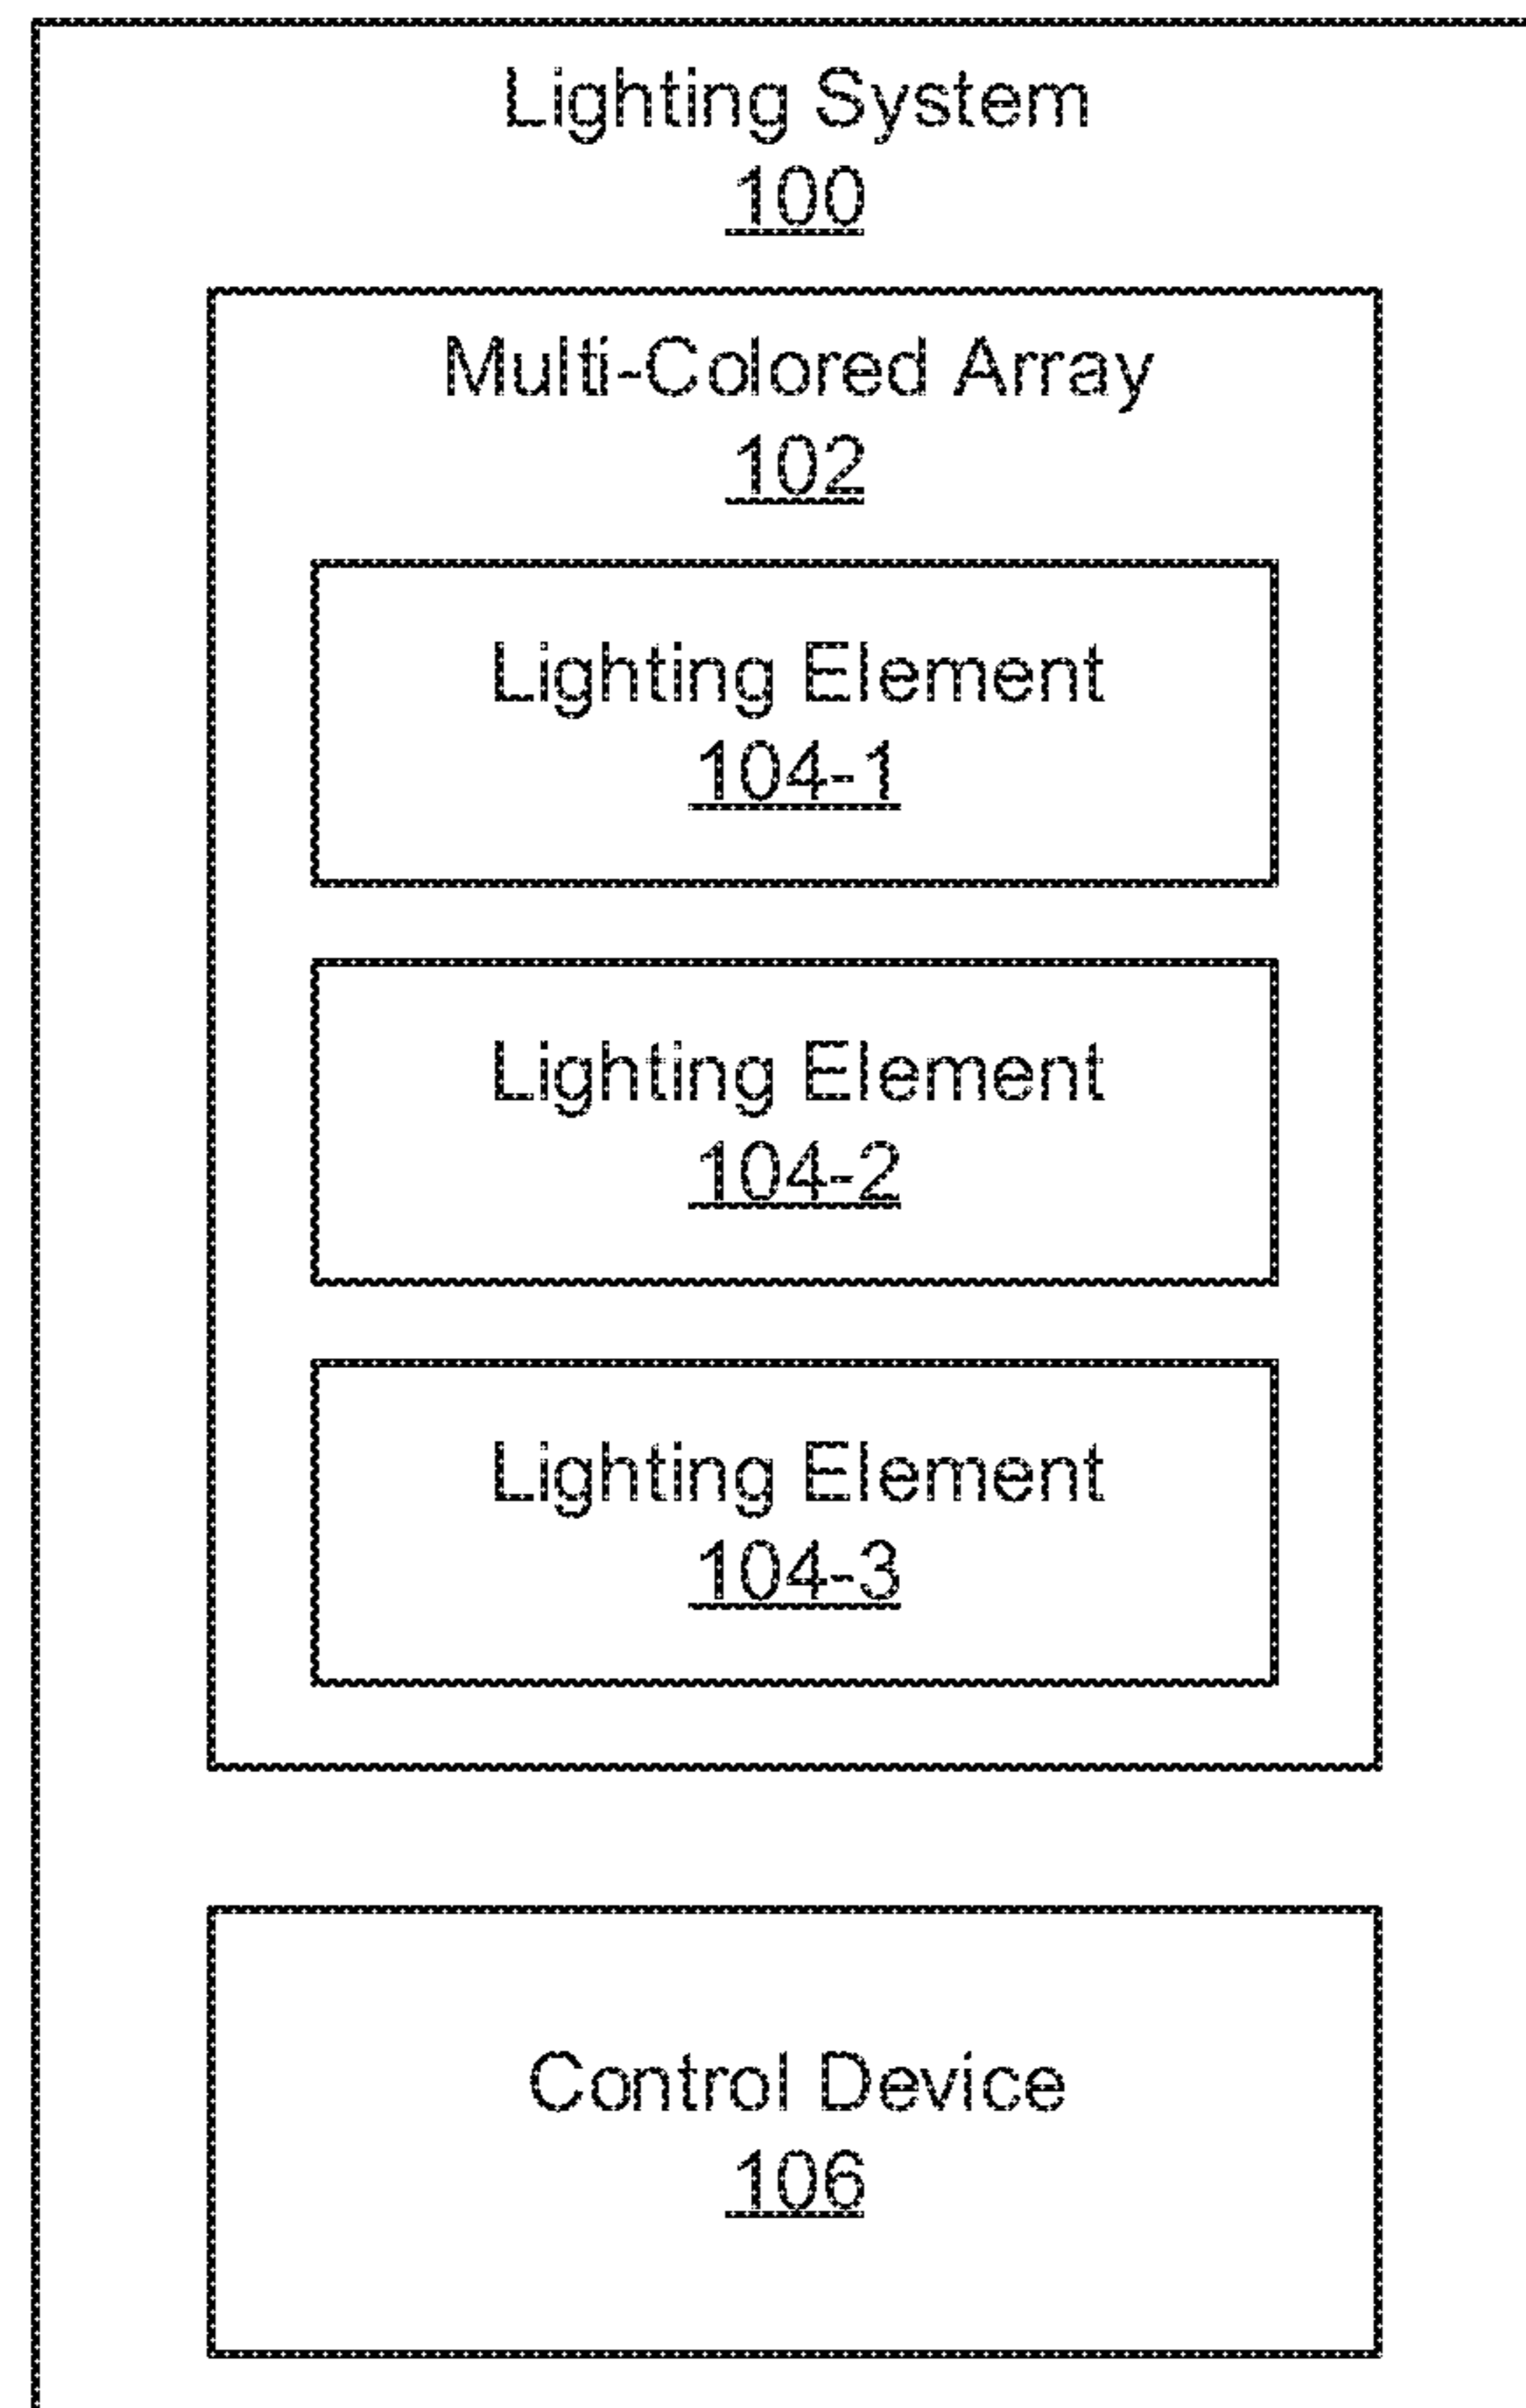 Lighting System
100
Multi-Colored Array
102
Lighting Element
104-1
Lighting Element
104-2
Lighting Element
104-3
Control Device
106